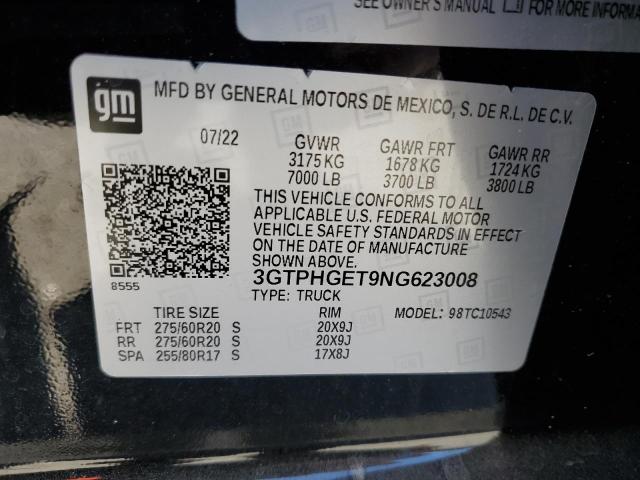 SEE OWNER'S MANUAL FOR MORE INFORMA
gm
MFD BY GENERAL MOTORS DE MEXICO, S. DE R.L. DE C.V.
07/22 GVWR GAWR FRT GAWR RR
3175 KG 1678 KG 1724 KG
7000 LB 3700 LB 3800 LB
THIS VEHICLE CONFORMS TO ALL
APPLICABLE U.S. FEDERAL MOTOR
VEHICLE SAFETY STANDARDS IN EFFECT
ON THE DATE OF MANUFACTURE
SHOWN ABOVE.
8555 3GTPHGET9NG623008
TYPE: TRUCK
TIRE SIZE RIM MODEL: 98TC10543
FRT 275/60R20 S 20X9J
RR 275/60R20 S 20X9J
SPA 255/80R17 S 17X8J